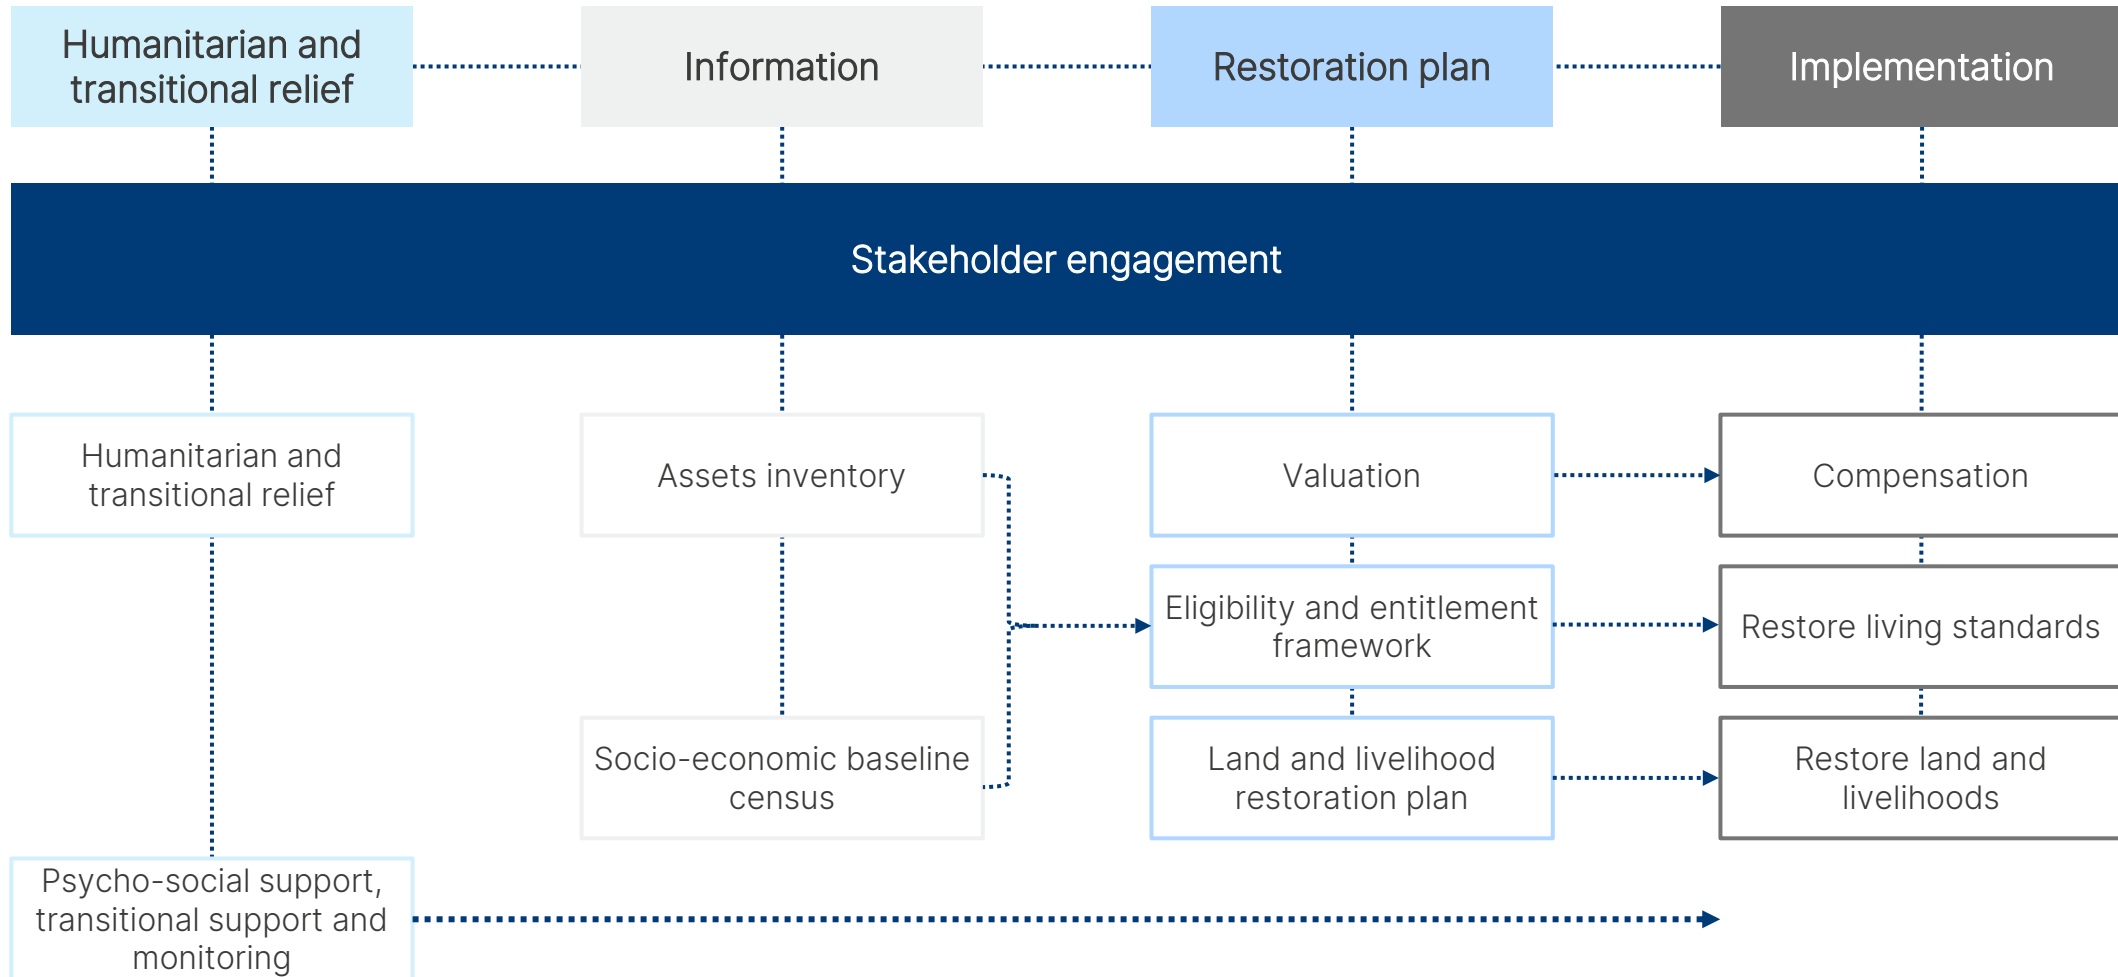 Humanitarian and
transitional relief
Information
Restoration plan
Implementation
Stakeholder engagement
Humanitarian and
transitional relief
Assets inventory
Valuation
Compensation
Eligibility and entitlement
framework
Restore living standards
Socio-economic baseline
census
Land and livelihood
restoration plan
Restore land and
livelihoods
Psycho-social support,
transitional support and
monitoring